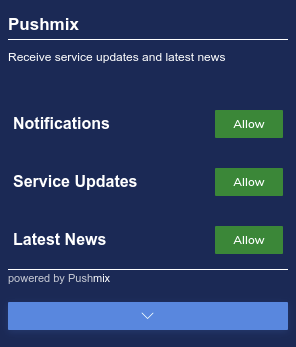 Pushmix
Receive service updates and latest news
Notifications
Allow
Service Updates
Allow
Latest News
Allow
powered by Pushmix